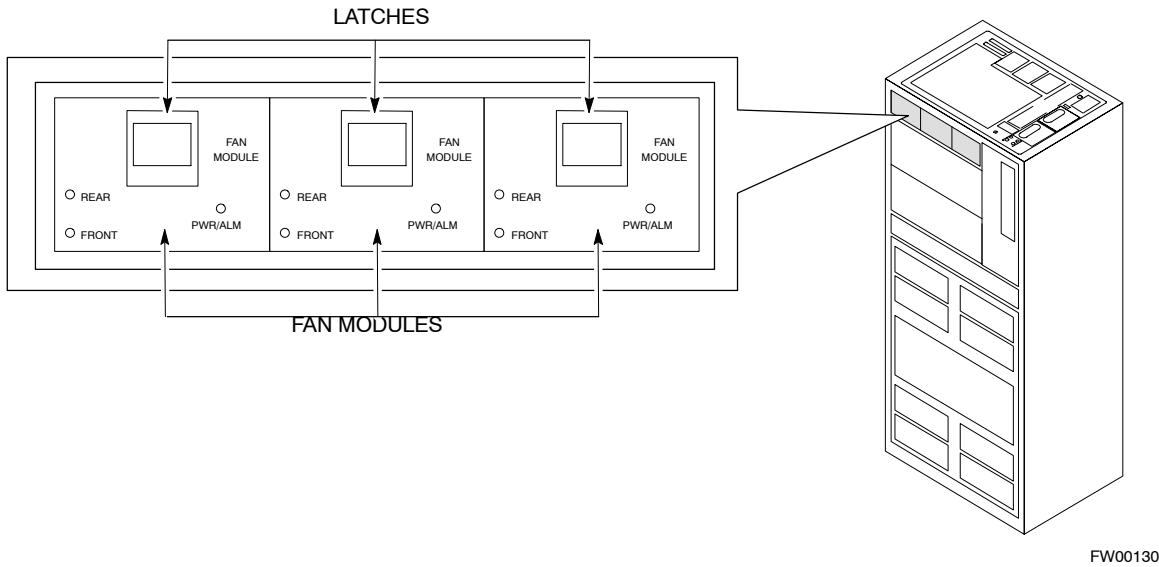 LATCHES
FAN
MODULE
FAN
MODULE
FAN
MODULE
REAR
REAR
REAR
PWR/ALM
PWR/ALM
PWR/ALM
FRONT
FRONT
FRONT
FAN MODULES
FW00130